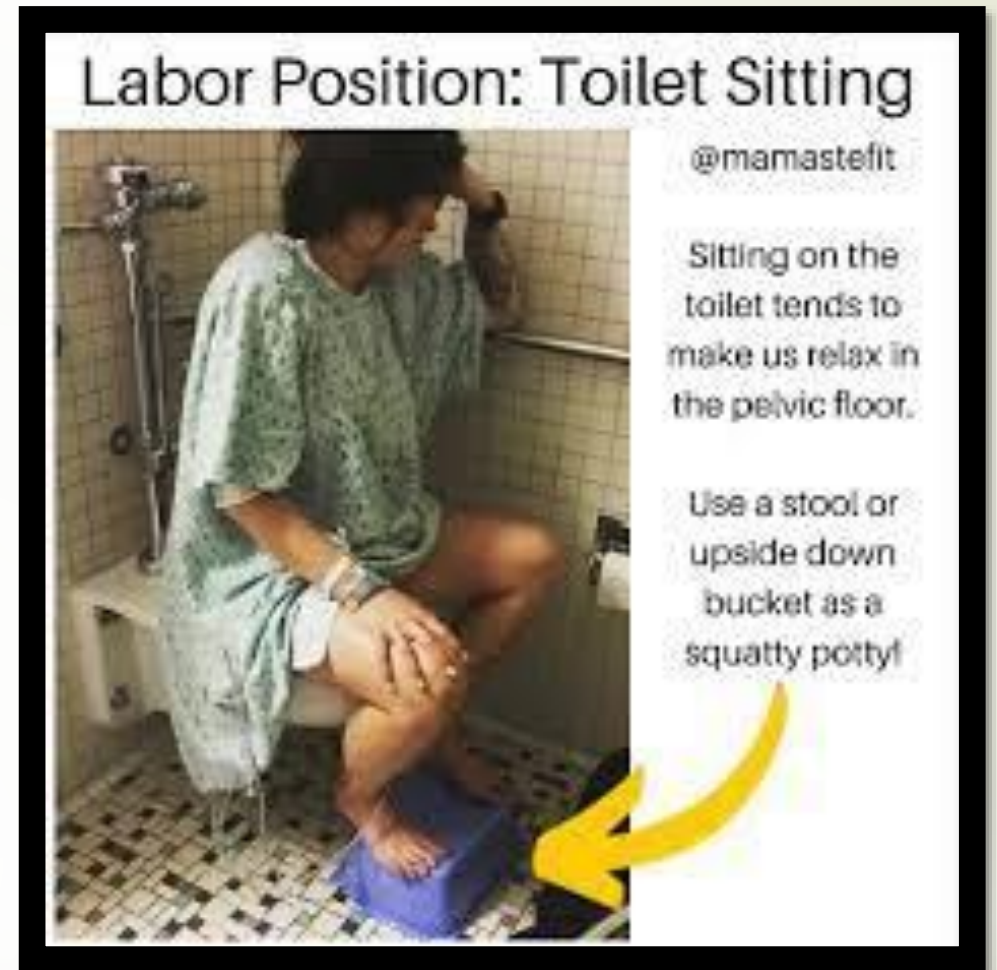 Labor Position: Toilet Sitting
@mamastefit
Sitting on the
toilet tends to
make us relax in
the pelvic floor.
Use a stool or
upside down
bucket as a
squatty potty!